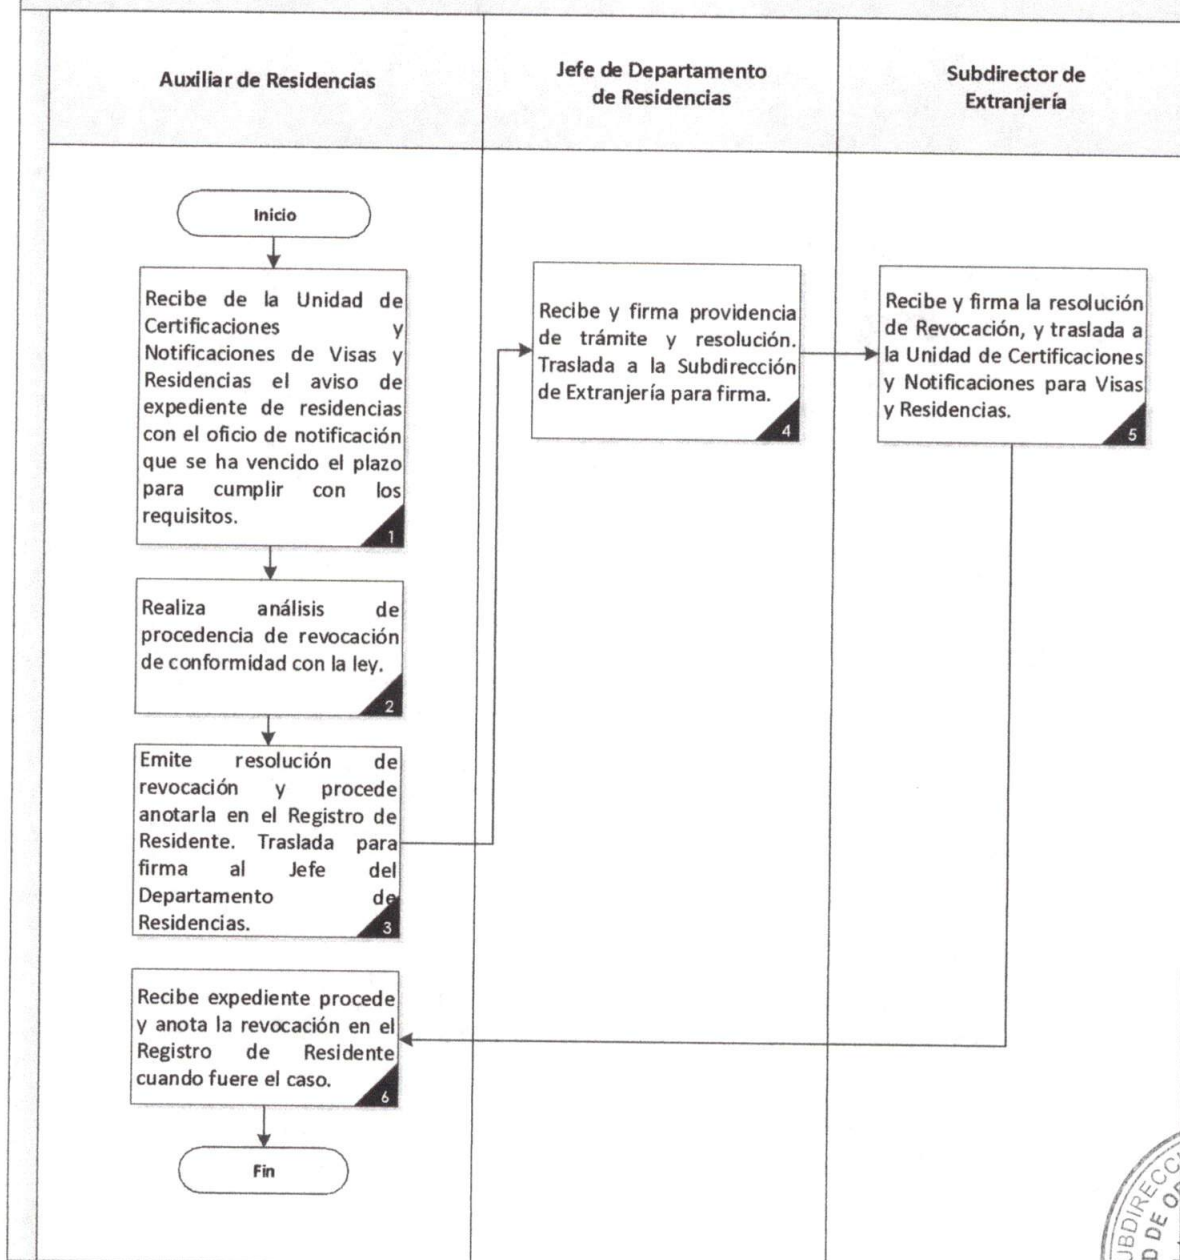 Auxiliar de Residencias
Jefe de Departamento
de Residencias
Subdirector de
Extranjería
Inicio
Recibe de la Unidad de
Certificaciones y
Notificaciones de Visas y
Residencias el aviso de
expediente de residencias
con el oficio de notificación
que se ha vencido el plazo
para cumplir con los
requisitos.
1
Realiza análisis de
procedencia de revocación
de conformidad con la ley.
2
Emite resolución de
revocación y procede
anotarla en el Registro de
Residente. Traslada para
firma al Jefe del
Departamento de
Residencias.
3
Recibe y firma providencia
de trámite y resolución.
Traslada a la Subdirección
de Extranjería para firma.
4
Recibe y firma la resolución
de Revocación, y traslada a
la Unidad de Certificaciones
y Notificaciones para Visas
y Residencias.
5
Recibe expediente procede
y anota la revocación en el
Registro de Residente
cuando fuere el caso.
6
Fin